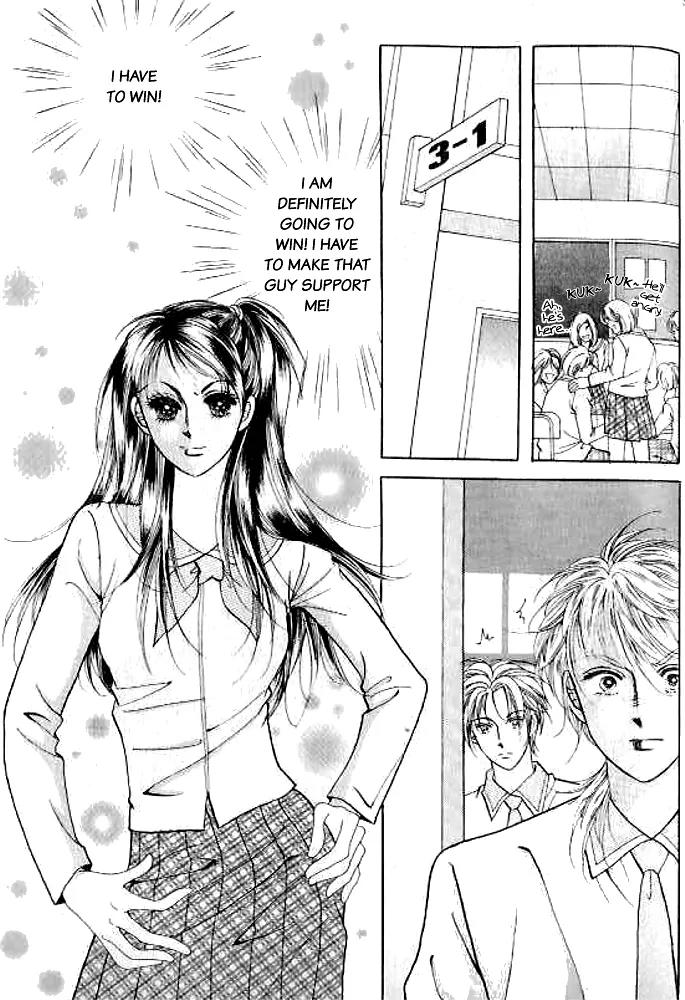 I HAVE
TO WIN!
I AM
DEFINITELY
GOING TO
WIN! I HAVE
TO MAKE THAT
GUY SUPPORT
ME!
3-1
Ah,
he's
here...
KUK~
KUK~
He'll
get
angry.